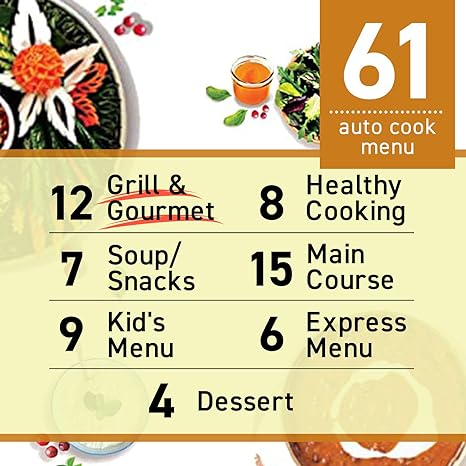 61
auto cook
menu
12 Grill &
Gourmet
8 Healthy
Cooking
7 Soup/
Snacks
15 Main
Course
9 Kid's
Menu
6 Express
Menu
4 Dessert